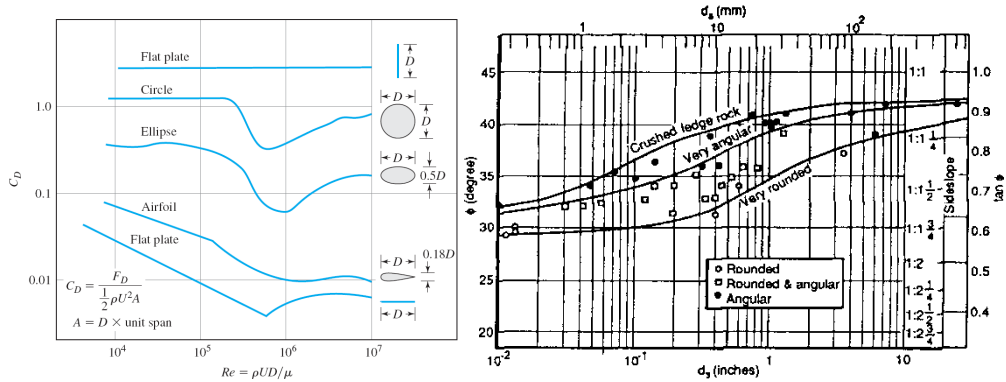 Flat plate
D
Circle
D
D
1.0
Ellipse
D
0.5D
C_D
0.1
Airfoil
Flat plate
D
0.18D
0.01
D
C_D = F_D / (1/2 ρU²A)
A = D × unit span
10⁴
10⁵
10⁶
10⁷
Re = ρUD/μ
dₛ (mm)
1
10
10²
45
1:1
1.0
Crushed ledge rock
0.9
40
Very angular
1:1 1/4
0.8
φ (degree)
35
Very rounded
1:1 1/2
Sideslope
0.7
tan φ
30
1:1 3/4
0.6
Rounded
1:2
0.5
Rounded & angular
25
1:2 1/4
Angular
1:2 1/2
0.4
20
1:2 3/4
10⁻²
10⁻¹
1.0
10
dₛ (inches)